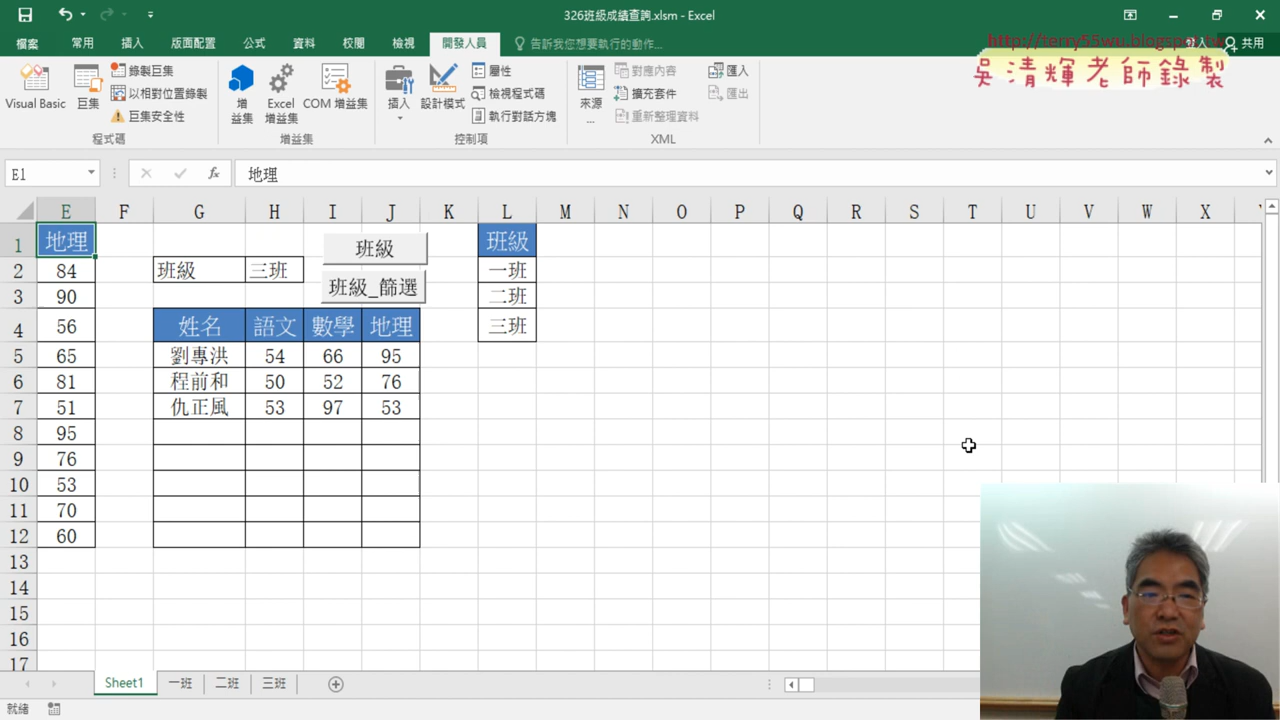 326班級成績查詢.xlsm - Excel
檔案 常用 插入 版面配置 公式 資料 校閱 檢視 開發人員 告訴我您想要執行的動作... 登入 共用
http://terry55wu.blogspot.tw
吳清輝老師錄製
Visual Basic 巨集 錄製巨集 以相對位置錄製 巨集安全性
增益集 Excel 增益集 COM 增益集
插入 設計模式 屬性 檢視程式碼 執行對話方塊
來源... 對應內容 擴充套件 重新整理資料 匯入 匯出
程式碼 增益集 控制項 XML
E1 fx 地理
E F G H I J K L M N O P Q R S T U V W X
1 地理 班級 班級
2 84 班級 三班 一班
班級_篩選
3 90 二班
4 56 姓名 語文 數學 地理 三班
5 65 劉專洪 54 66 95
6 81 程前和 50 52 76
7 51 仇正風 53 97 53
8 95
9 76
10 53
11 70
12 60
13
14
15
16
17
Sheet1 一班 二班 三班
就緒